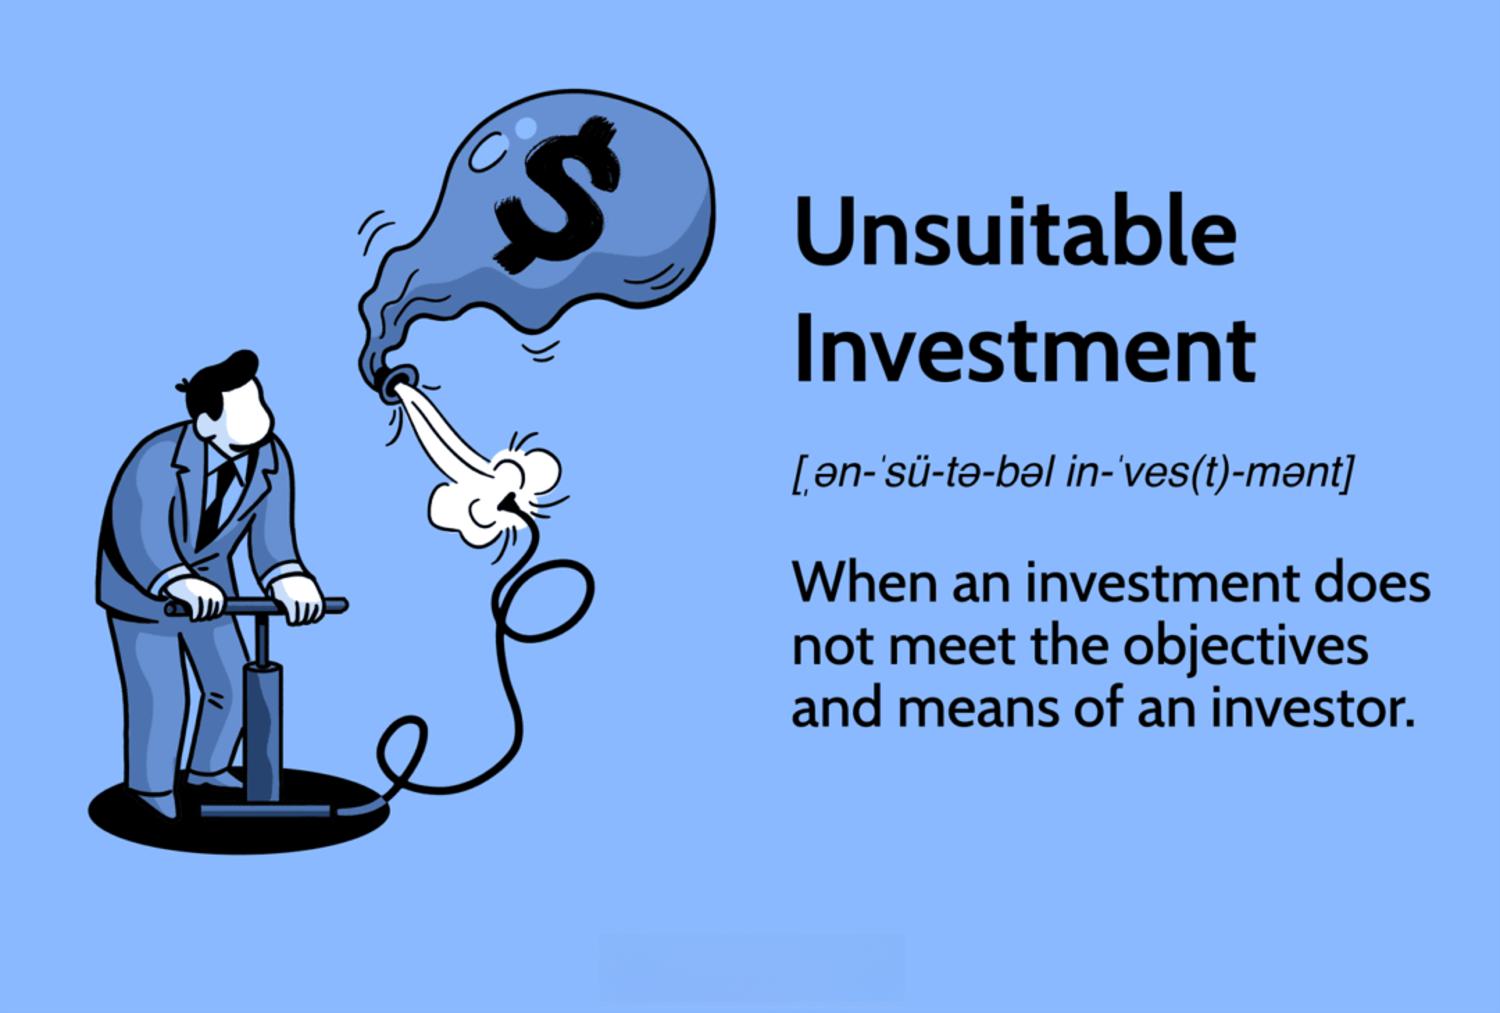 $
Unsuitable
Investment
[ˌən-ˈsü-tə-bəl in-ˈves(t)-mənt]
When an investment does
not meet the objectives
and means of an investor.